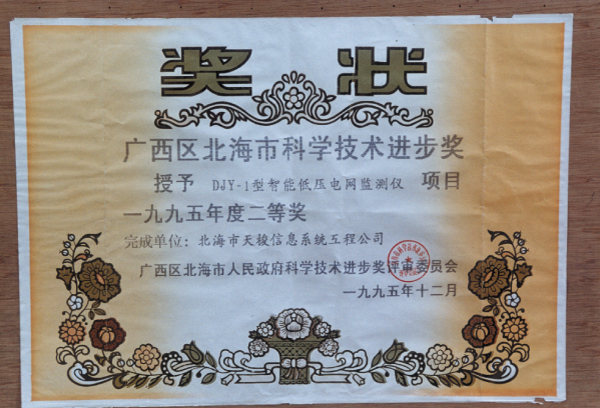 奖状
广西区北海市科学技术进步奖
授予 DJY-1型智能低压电网监测仪 项目
一九九五年度二等奖
完成单位：北海市天梭信息系统工程公司
广西区北海市人民政府科学技术进步奖评审委员会
一九九五年十二月